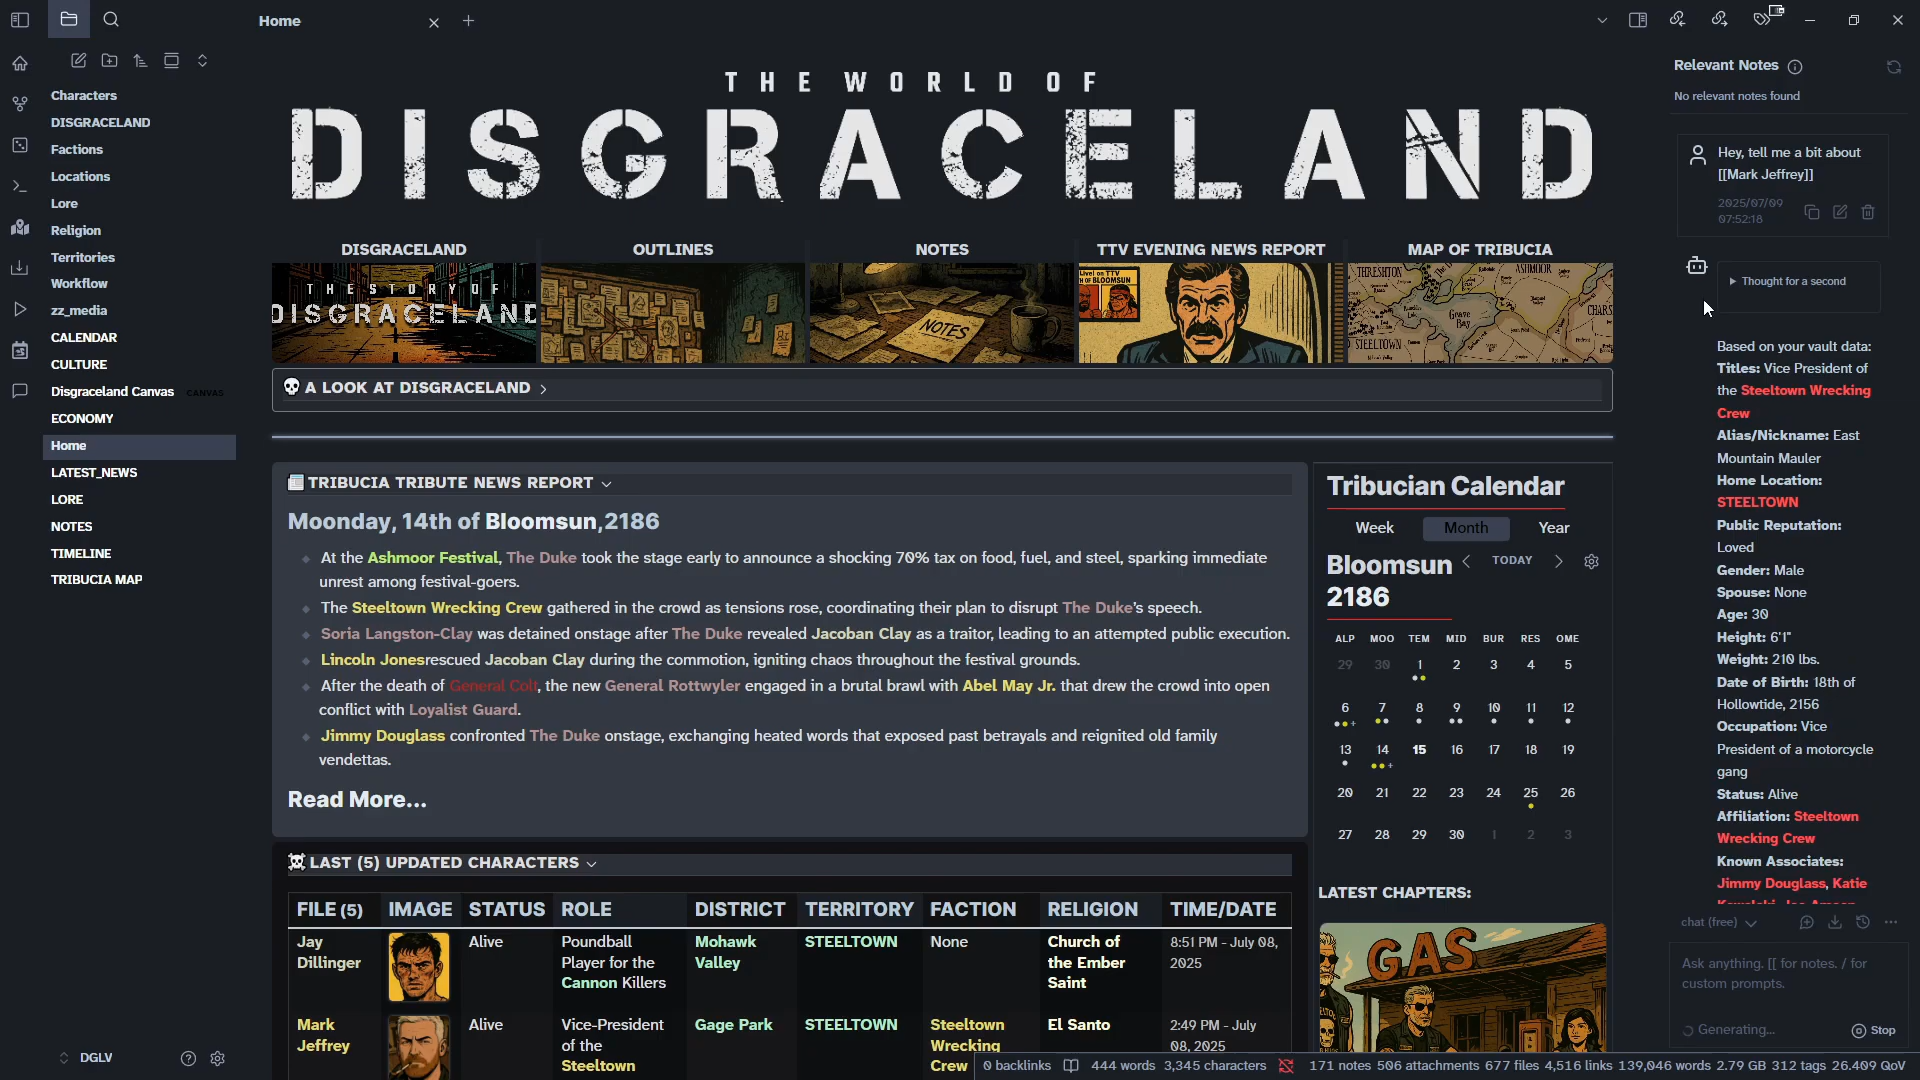 Home
Characters
DISGRACELAND
Factions
Locations
Lore
Religion
Territories
Workflow
zz_media
CALENDAR
CULTURE
Disgraceland Canvas CANVAS
ECONOMY
Home
LATEST_NEWS
LORE
NOTES
TIMELINE
TRIBUCIA MAP
DGLV
THE WORLD OF
DISGRACELAND
DISGRACELAND
OUTLINES
NOTES
TTV EVENING NEWS REPORT
MAP OF TRIBUCIA
THE STORY OF
DISGRACELAND
NOTES
Live! on TTV
TH OF BLOOMSUN
THRESHTON
ASHMOOR
Grave
Bay
CHARS
STEELTOWN
A LOOK AT DISGRACELAND
TRIBUCIA TRIBUTE NEWS REPORT
Moonday, 14th of Bloomsun,2186
At the Ashmoor Festival, The Duke took the stage early to announce a shocking 70% tax on food, fuel, and steel, sparking immediate
unrest among festival-goers.
The Steeltown Wrecking Crew gathered in the crowd as tensions rose, coordinating their plan to disrupt The Duke's speech.
Soria Langston-Clay was detained onstage after The Duke revealed Jacoban Clay as a traitor, leading to an attempted public execution.
Lincoln Jonesrescued Jacoban Clay during the commotion, igniting chaos throughout the festival grounds.
After the death of General Colt, the new General Rottwyler engaged in a brutal brawl with Abel May Jr. that drew the crowd into open
conflict with Loyalist Guard.
Jimmy Douglass confronted The Duke onstage, exchanging heated words that exposed past betrayals and reignited old family
vendettas.
Read More...
LAST (5) UPDATED CHARACTERS
FILE (5) IMAGE STATUS ROLE DISTRICT TERRITORY FACTION RELIGION TIME/DATE
Jay Alive Poundball Mohawk STEELTOWN None Church of 8:51 PM - July 08,
Dillinger Player for the Valley the Ember 2025
Cannon Killers Saint
Mark Alive Vice-President Gage Park STEELTOWN Steeltown El Santo 2:49 PM - July
Jeffrey of the Wrecking 08, 2025
Steeltown Crew
Tribucian Calendar
Week Month Year
Bloomsun TODAY
2186
ALP MOO TEM MID BUR RES OME
29 30 1 2 3 4 5
6 7 8 9 10 11 12
13 14 15 16 17 18 19
20 21 22 23 24 25 26
27 28 29 30 1 2 3
LATEST CHAPTERS:
GAS
Relevant Notes
No relevant notes found
Hey, tell me a bit about
[[Mark Jeffrey]]
2025/07/09
07:52:18
Thought for a second
Based on your vault data:
Titles: Vice President of
the Steeltown Wrecking
Crew
Alias/Nickname: East
Mountain Mauler
Home Location:
STEELTOWN
Public Reputation:
Loved
Gender: Male
Spouse: None
Age: 30
Height: 6'1"
Weight: 210 lbs.
Date of Birth: 18th of
Hollowtide, 2156
Occupation: Vice
President of a motorcycle
gang
Status: Alive
Affiliation: Steeltown
Wrecking Crew
Known Associates:
Jimmy Douglass, Katie
chat (free)
Ask anything. [[ for notes. / for
custom prompts.
Generating... Stop
0 backlinks 444 words 3,345 characters 171 notes 506 attachments 677 files 4,516 links 139,046 words 2.79 GB 312 tags 26.409 QoV